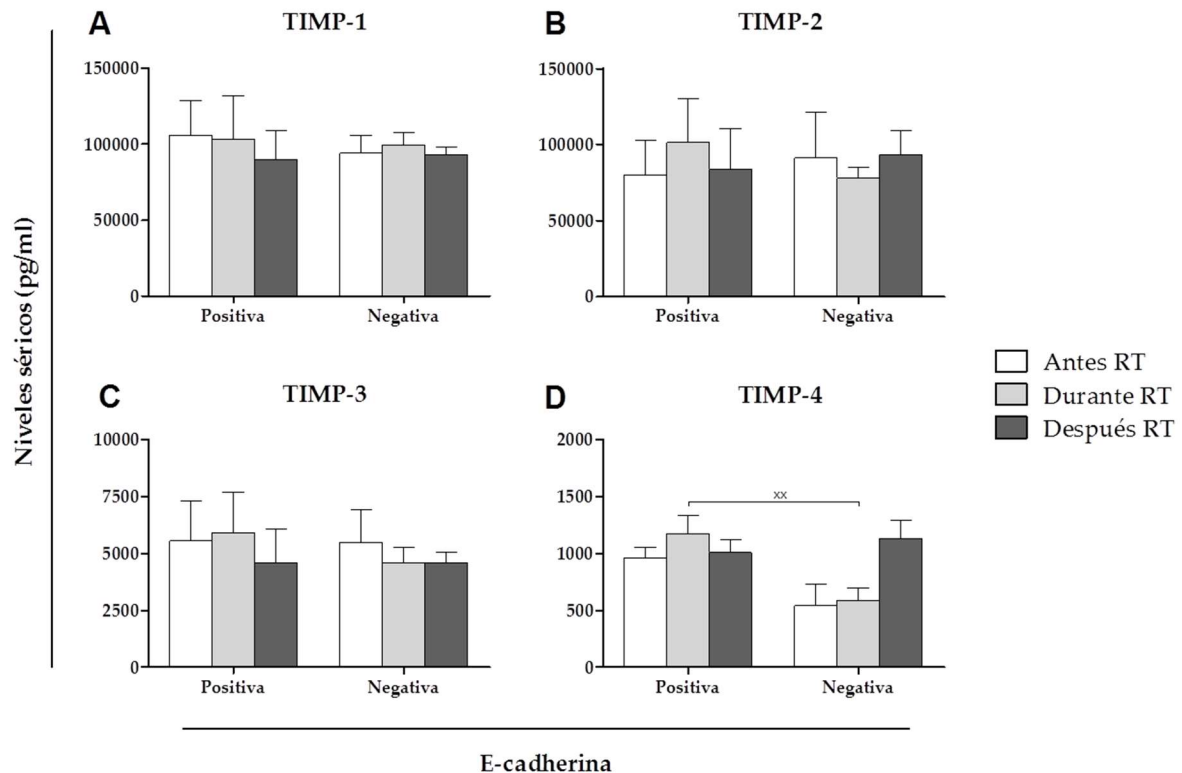 A
TIMP-1
150000
100000
50000
0
Positiva
Negativa
B
TIMP-2
150000
100000
50000
0
Positiva
Negativa
Niveles séricos (pg/ml)
Antes RT
Durante RT
Después RT
C
TIMP-3
10000
7500
5000
2500
0
Positiva
Negativa
D
TIMP-4
2000
1500
1000
500
0
xx
Positiva
Negativa
E-cadherina